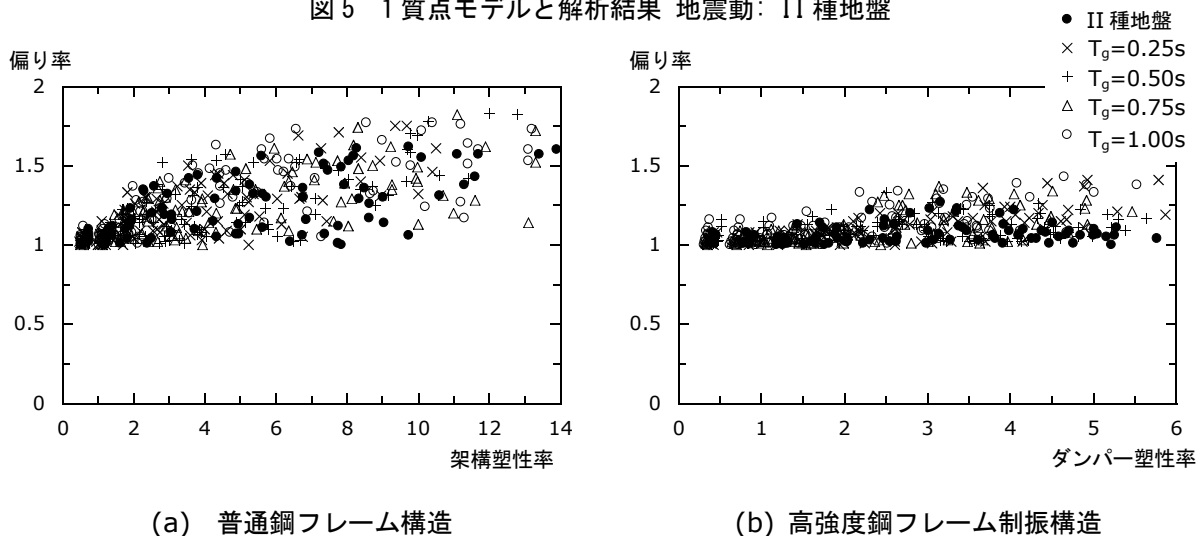 図5　1質点モデルと解析結果 地震動: II種地盤
● II種地盤
× Tg=0.25s
+ Tg=0.50s
△ Tg=0.75s
○ Tg=1.00s
偏り率
2
1.5
1
0.5
0
0 2 4 6 8 10 12 14
架構塑性率
(a)　普通鋼フレーム構造
偏り率
2
1.5
1
0.5
0
0 1 2 3 4 5 6
ダンパー塑性率
(b) 高強度鋼フレーム制振構造